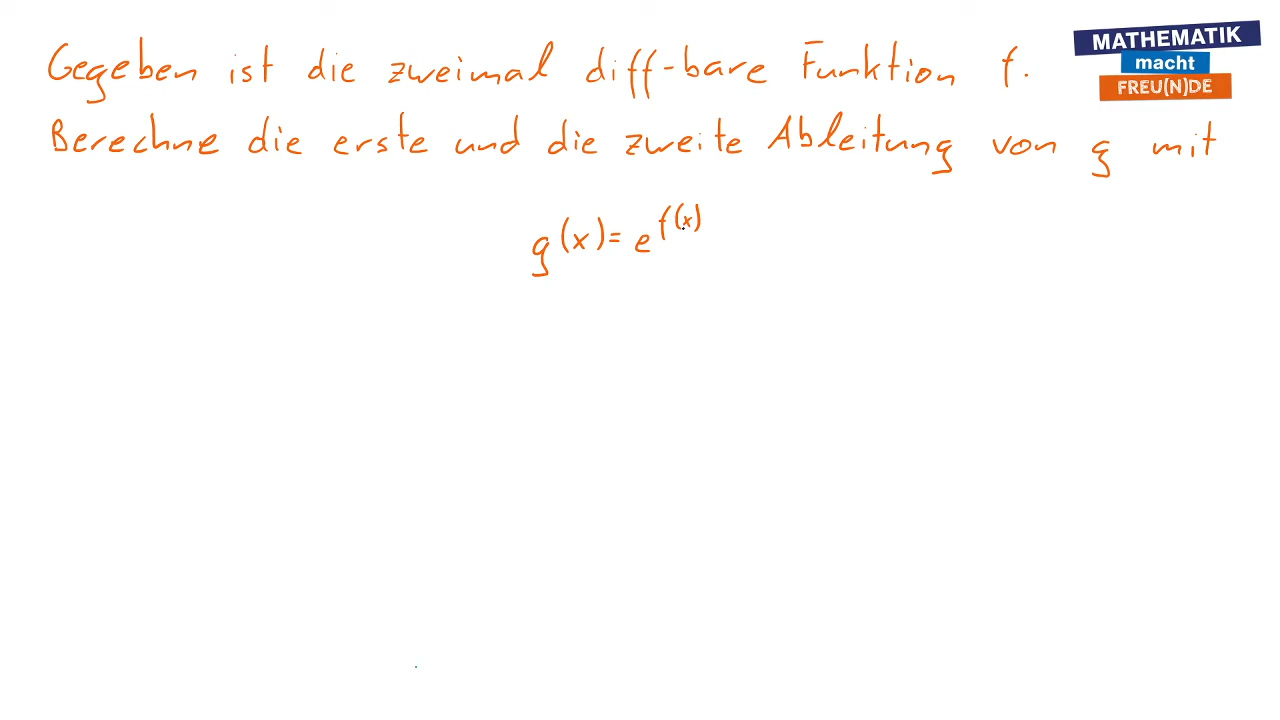 Gegeben ist die zweimal diff-bare Funktion f.
Berechne die erste und die zweite Ableitung von g mit
g(x)= e^f(x)
MATHEMATIK
macht
FREU(N)DE